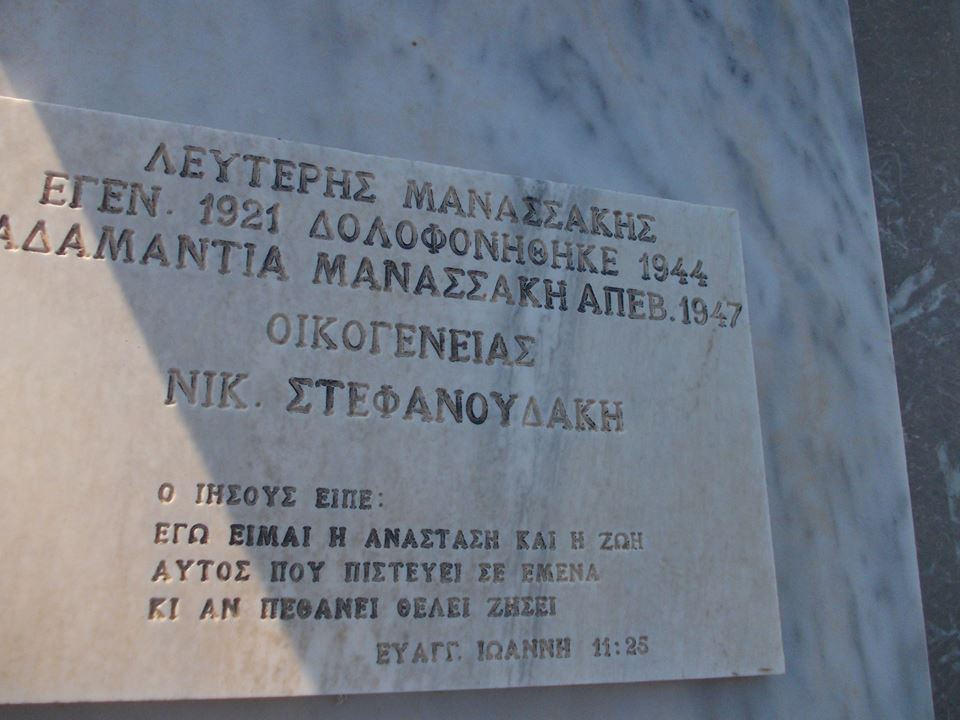 ΛΕΥΤΕΡΗΣ ΜΑΝΑΣΣΑΚΗΣ
ΕΓΕΝ. 1921 ΔΟΛΟΦΟΝΗΘΗΚΕ 1944
ΑΔΑΜΑΝΤΙΑ ΜΑΝΑΣΣΑΚΗ ΑΠΕΒ. 1947
ΟΙΚΟΓΕΝΕΙΑΣ
ΝΙΚ. ΣΤΕΦΑΝΟΥΔΑΚΗ
Ο ΙΗΣΟΥΣ ΕΙΠΕ:
ΕΓΩ ΕΙΜΑΙ Η ΑΝΑΣΤΑΣΗ ΚΑΙ Η ΖΩΗ
ΑΥΤΟΣ ΠΟΥ ΠΙΣΤΕΥΕΙ ΣΕ ΕΜΕΝΑ
ΚΙ ΑΝ ΠΕΘΑΝΕΙ ΘΕΛΕΙ ΖΗΣΕΙ
ΕΥΑΓΓ. ΙΩΑΝΝΗ 11:25